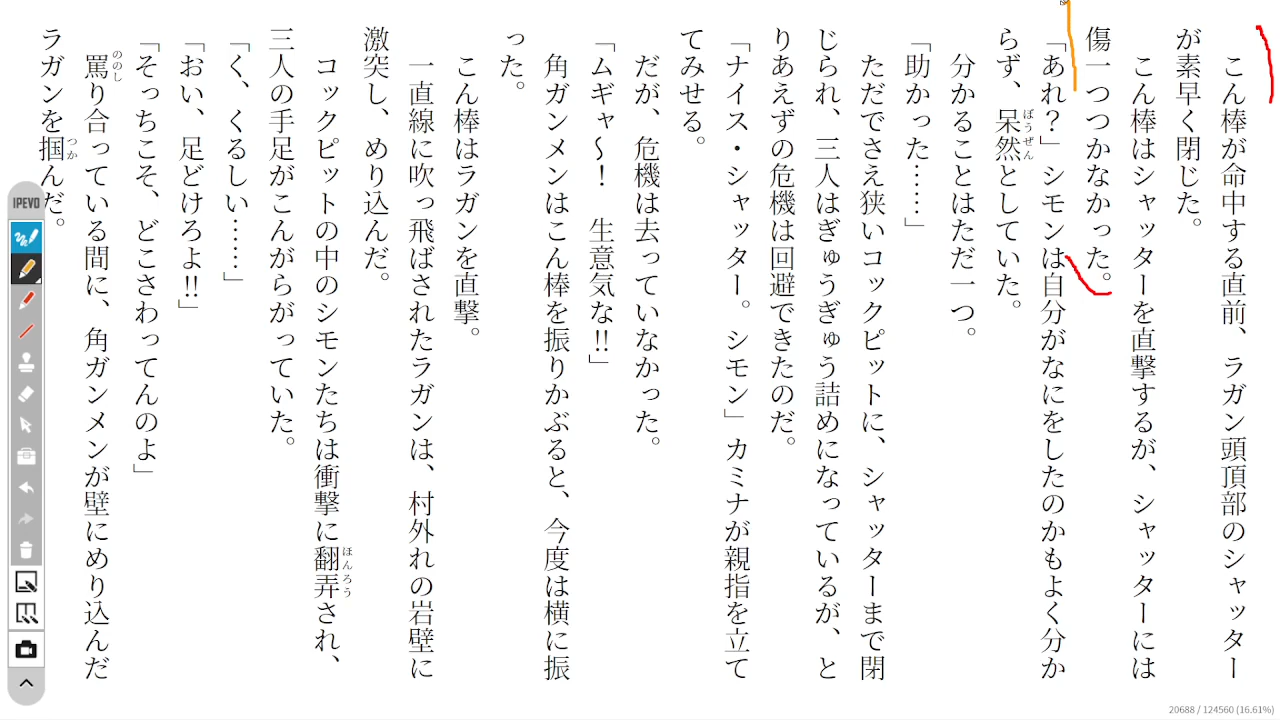 こん棒が命中する直前、ラガン頭頂部のシャッター
が素早く閉じた。
こん棒はシャッターを直撃するが、シャッターには
傷一つつかなかった。
「あれ？」シモンは自分がなにをしたのかもよく分か
らず、呆然としていた。
ぼうぜん
分かることはただ一つ。
「助かった……」
ただでさえ狭いコックピットに、シャッターまで閉
じられ、三人はぎゅうぎゅう詰めになっているが、と
りあえずの危機は回避できたのだ。
「ナイス・シャッター。シモン」カミナが親指を立て
てみせる。
だが、危機は去っていなかった。
「ムギャ～！　生意気な!!」
角ガンメンはこん棒を振りかぶると、今度は横に振
った。
こん棒はラガンを直撃。
一直線に吹っ飛ばされたラガンは、村外れの岩壁に
激突し、めり込んだ。
コックピットの中のシモンたちは衝撃に翻弄され、
ほんろう
三人の手足がこんがらがっていた。
「く、くるしい……」
「おい、足どけろよ!!」
「そっちこそ、どこさわってんのよ」
罵り合っている間に、角ガンメンが壁にめり込んだ
ののし
ラガンを掴んだ。
つか
IPEVO
20688 / 124560 (16.61%)